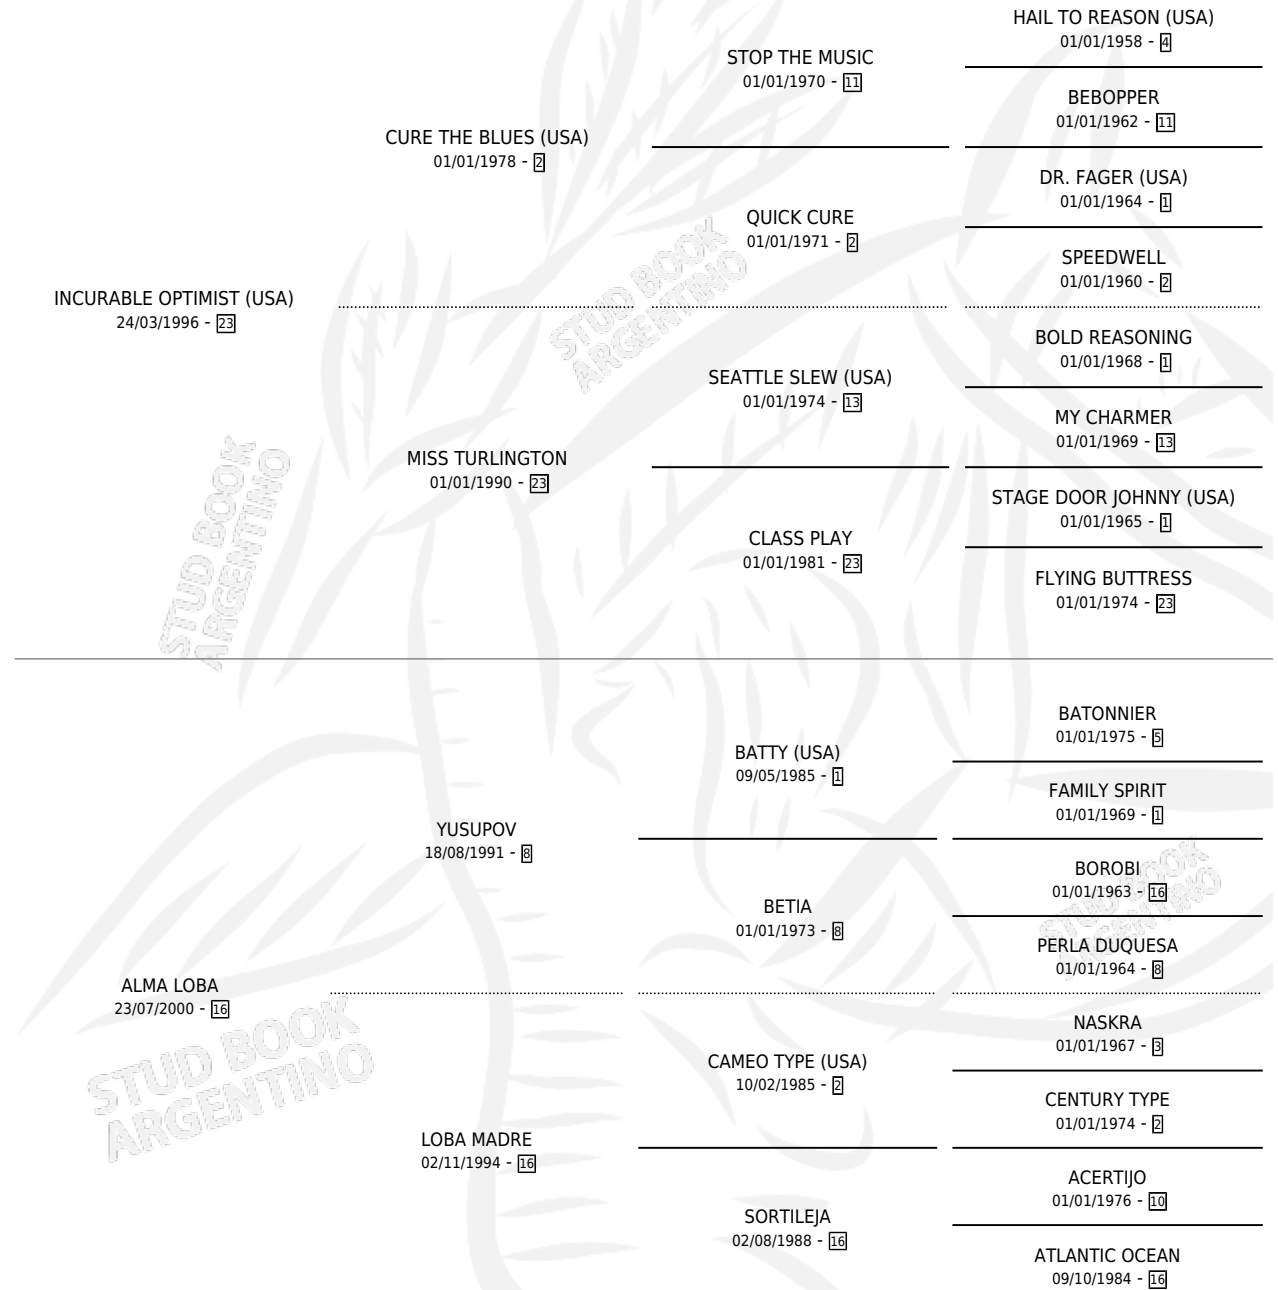 HAIL TO REASON (USA)
01/01/1958 - 4
STOP THE MUSIC
01/01/1970 - 11
BEBOPPER
01/01/1962 - 11
CURE THE BLUES (USA)
01/01/1978 - 2
DR. FAGER (USA)
01/01/1964 - 1
QUICK CURE
01/01/1971 - 2
SPEEDWELL
01/01/1960 - 2
INCURABLE OPTIMIST (USA)
24/03/1996 - 23
BOLD REASONING
01/01/1968 - 1
SEATTLE SLEW (USA)
01/01/1974 - 13
MY CHARMER
01/01/1969 - 13
MISS TURLINGTON
01/01/1990 - 23
STAGE DOOR JOHNNY (USA)
01/01/1965 - 1
CLASS PLAY
01/01/1981 - 23
FLYING BUTTRESS
01/01/1974 - 23
BATONNIER
01/01/1975 - 5
BATTY (USA)
09/05/1985 - 1
FAMILY SPIRIT
01/01/1969 - 1
YUSUPOV
18/08/1991 - 8
BOROBI
01/01/1963 - 16
BETIA
01/01/1973 - 8
PERLA DUQUESA
01/01/1964 - 8
ALMA LOBA
23/07/2000 - 16
NASKRA
01/01/1967 - 3
CAMEO TYPE (USA)
10/02/1985 - 2
CENTURY TYPE
01/01/1974 - 2
LOBA MADRE
02/11/1994 - 16
ACERTIJO
01/01/1976 - 10
SORTILEJA
02/08/1988 - 16
ATLANTIC OCEAN
09/10/1984 - 16
STUD BOOK
ARGENTINO
STUD BOOK
ARGENTINO
STUD BOOK
ARGENTINO
STUD BOOK
ARGENTINO